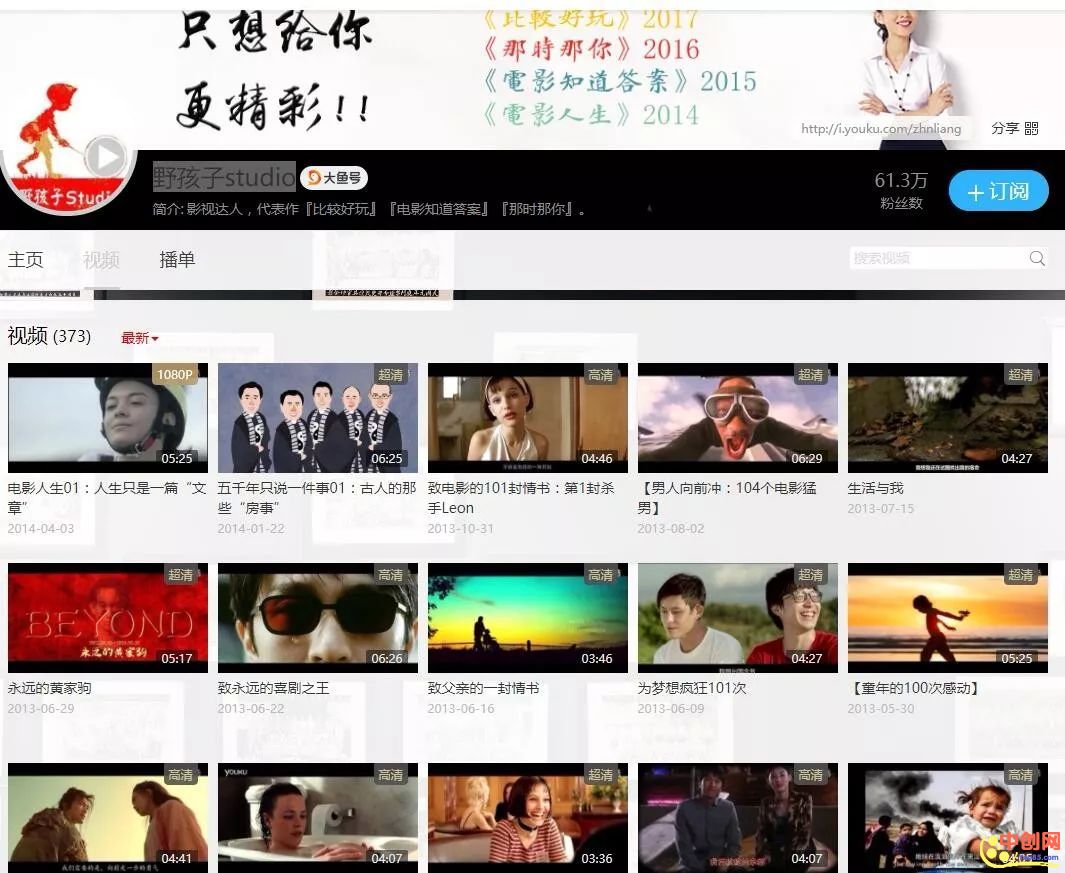 只想给你
更精彩!!
《比較好玩》2017
《那時那你》2016
《電影知道答案》2015
《電影人生》2014
http://i.youku.com/zhnliang
分享
野孩子Studi
野孩子studio
大鱼号
简介: 影视达人，代表作『比较好玩』『电影知道答案』『那时那你』。
61.3万
粉丝数
+ 订阅
主页 视频 播单
搜索视频
视频 (373) 最新
1080P 超清 高清 超清 超清
05:25 06:25 04:46 06:29 04:27
电影人生01：人生只是一篇“文章”
2014-04-03
五千年只说一件事01：古人的那些“房事”
2014-01-22
致电影的101封情书：第1封杀手Leon
2013-10-31
【男人向前冲：104个电影猛男】
2013-08-02
生活与我
2013-07-15
超清 高清 高清 超清 超清
BEYOND
永远的黄家驹
05:17 06:26 03:46 04:27 05:25
永远的黄家驹
2013-06-29
致永远的喜剧之王
2013-06-22
致父亲的一封情书
2013-06-16
为梦想疯狂101次
2013-06-09
【童年的100次感动】
2013-05-30
高清 高清 超清 高清 高清
YOUKU
04:41 04:07 03:36 04:07
中创网